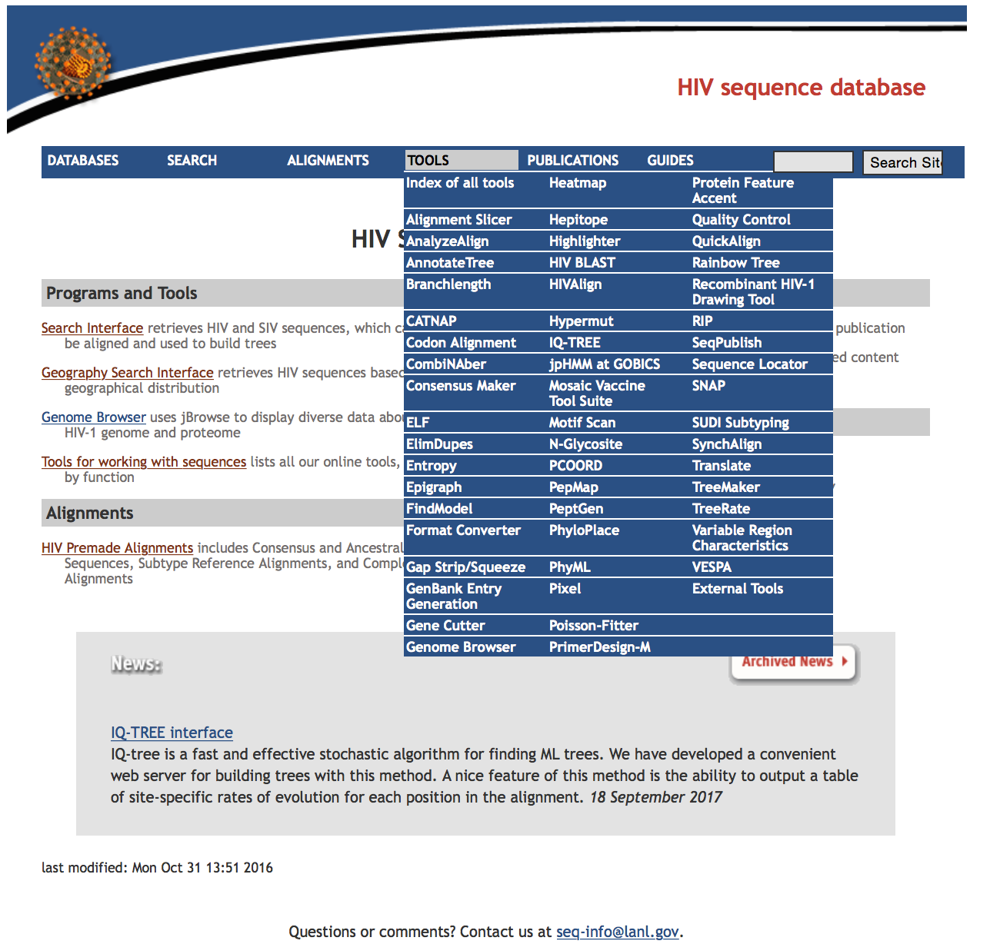 HIV sequence database
DATABASES SEARCH ALIGNMENTS TOOLS PUBLICATIONS GUIDES Search Sit
Index of all tools Heatmap Protein Feature
Accent
Alignment Slicer Hepitope Quality Control
HIV S
AnalyzeAlign Highlighter QuickAlign
AnnotateTree HIV BLAST Rainbow Tree
Branchlength HIVAlign Recombinant HIV-1
Drawing Tool
Programs and Tools
CATNAP Hypermut RIP
Search Interface retrieves HIV and SIV sequences, which c
publication
be aligned and used to build trees
Codon Alignment IQ-TREE SeqPublish
CombiNAber jpHMM at GOBICS Sequence Locator
ed content
Geography Search Interface retrieves HIV sequences based
geographical distribution
Consensus Maker Mosaic Vaccine SNAP
Tool Suite
Genome Browser uses jBrowse to display diverse data abou
HIV-1 genome and proteome
ELF Motif Scan SUDI Subtyping
ElimDupes N-Glycosite SynchAlign
Tools for working with sequences lists all our online tools,
by function
Entropy PCOORD Translate
Epigraph PepMap TreeMaker
FindModel PeptGen TreeRate
Alignments
Format Converter PhyloPlace Variable Region
Characteristics
HIV Premade Alignments includes Consensus and Ancestral
Sequences, Subtype Reference Alignments, and Compl
Alignments
Gap Strip/Squeeze PhyML VESPA
GenBank Entry Pixel External Tools
Generation
Gene Cutter Poisson-Fitter
Genome Browser PrimerDesign-M
News:
Archived News
IQ-TREE interface
IQ-tree is a fast and effective stochastic algorithm for finding ML trees. We have developed a convenient
web server for building trees with this method. A nice feature of this method is the ability to output a table
of site-specific rates of evolution for each position in the alignment. 18 September 2017
last modified: Mon Oct 31 13:51 2016
Questions or comments? Contact us at seq-info@lanl.gov.